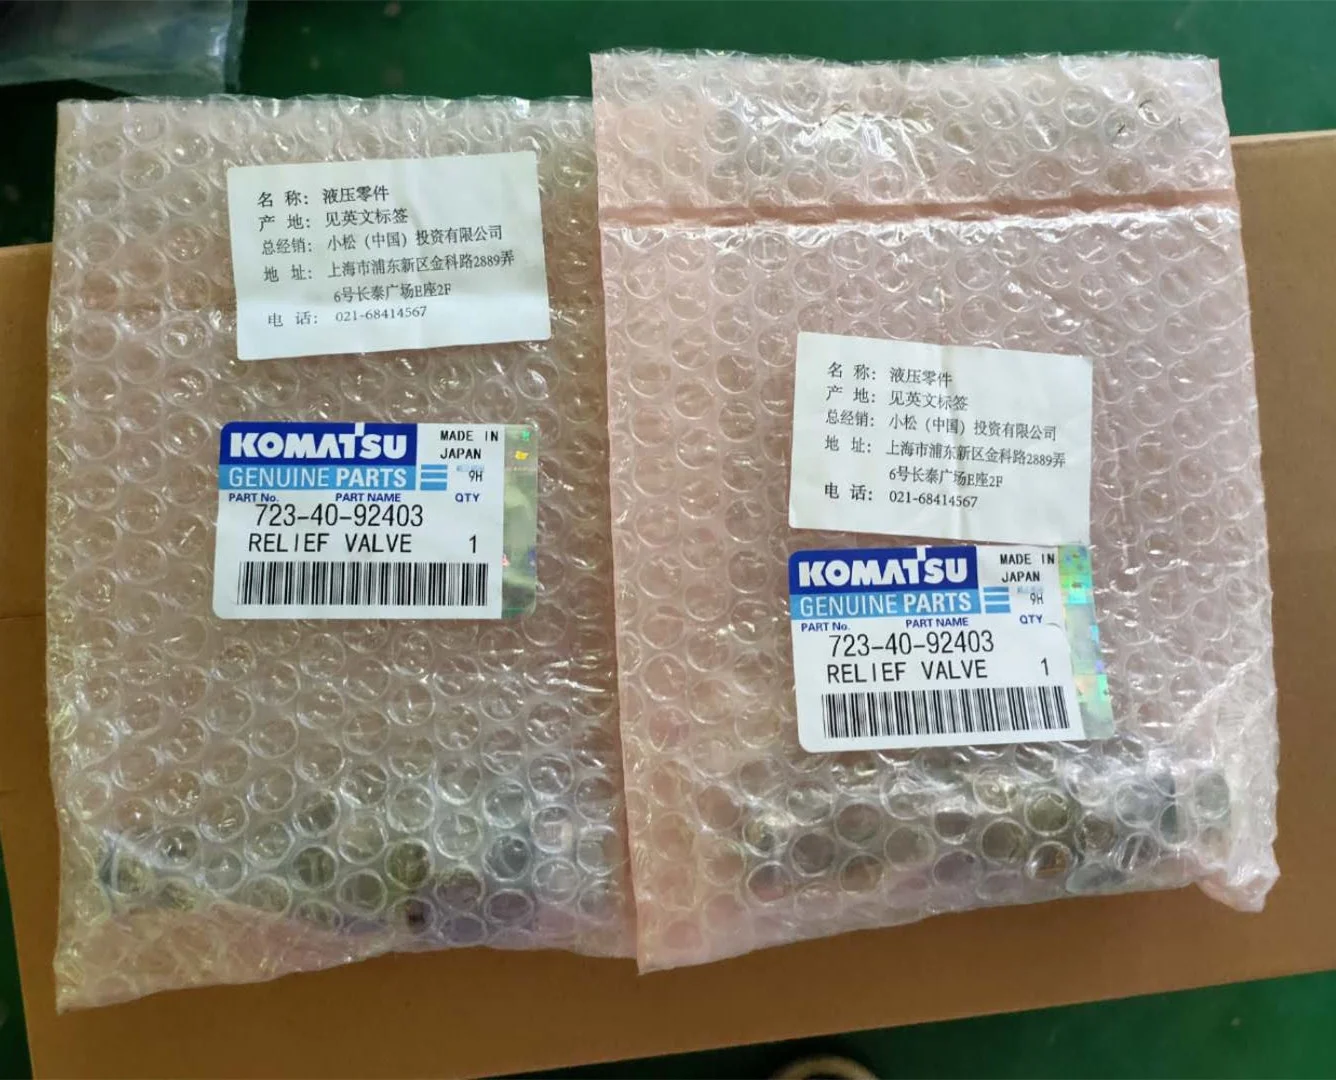 名 称： 液压零件
产 地： 见英文标签
总经销： 小松（中国）投资有限公司
地 址： 上海市浦东新区金科路2889弄
6号长泰广场E座2F
电 话： 021-68414567
KOMATSU MADE IN
JAPAN
GENUINE PARTS 9H
PART No. PART NAME QTY
723-40-92403
RELIEF VALVE 1
名 称： 液压零件
产 地： 见英文标签
总经销： 小松（中国）投资有限公司
地 址： 上海市浦东新区金科路2889弄
6号长泰广场E座2F
电 话： 021-68414567
KOMATSU MADE IN
JAPAN
GENUINE PARTS 9H
PART No. PART NAME QTY
723-40-92403
RELIEF VALVE 1